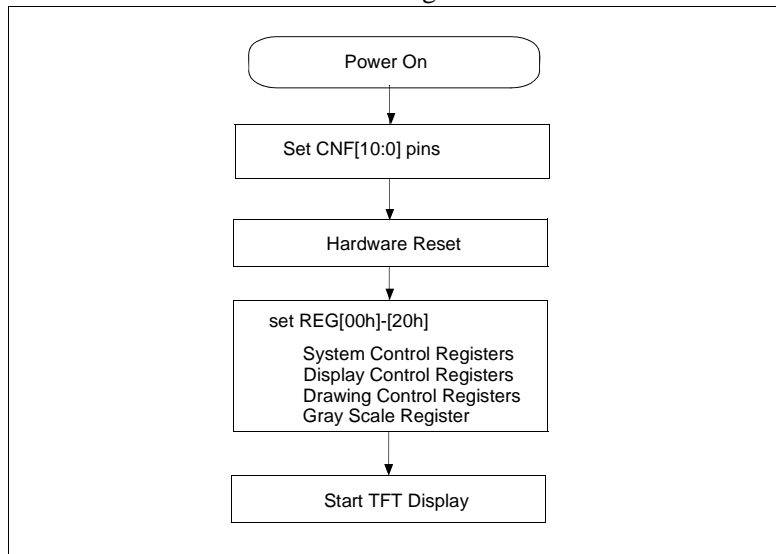 Power On
Set CNF[10:0] pins
Hardware Reset
set REG[00h]-[20h]
System Control Registers
Display Control Registers
Drawing Control Registers
Gray Scale Register
Start TFT Display